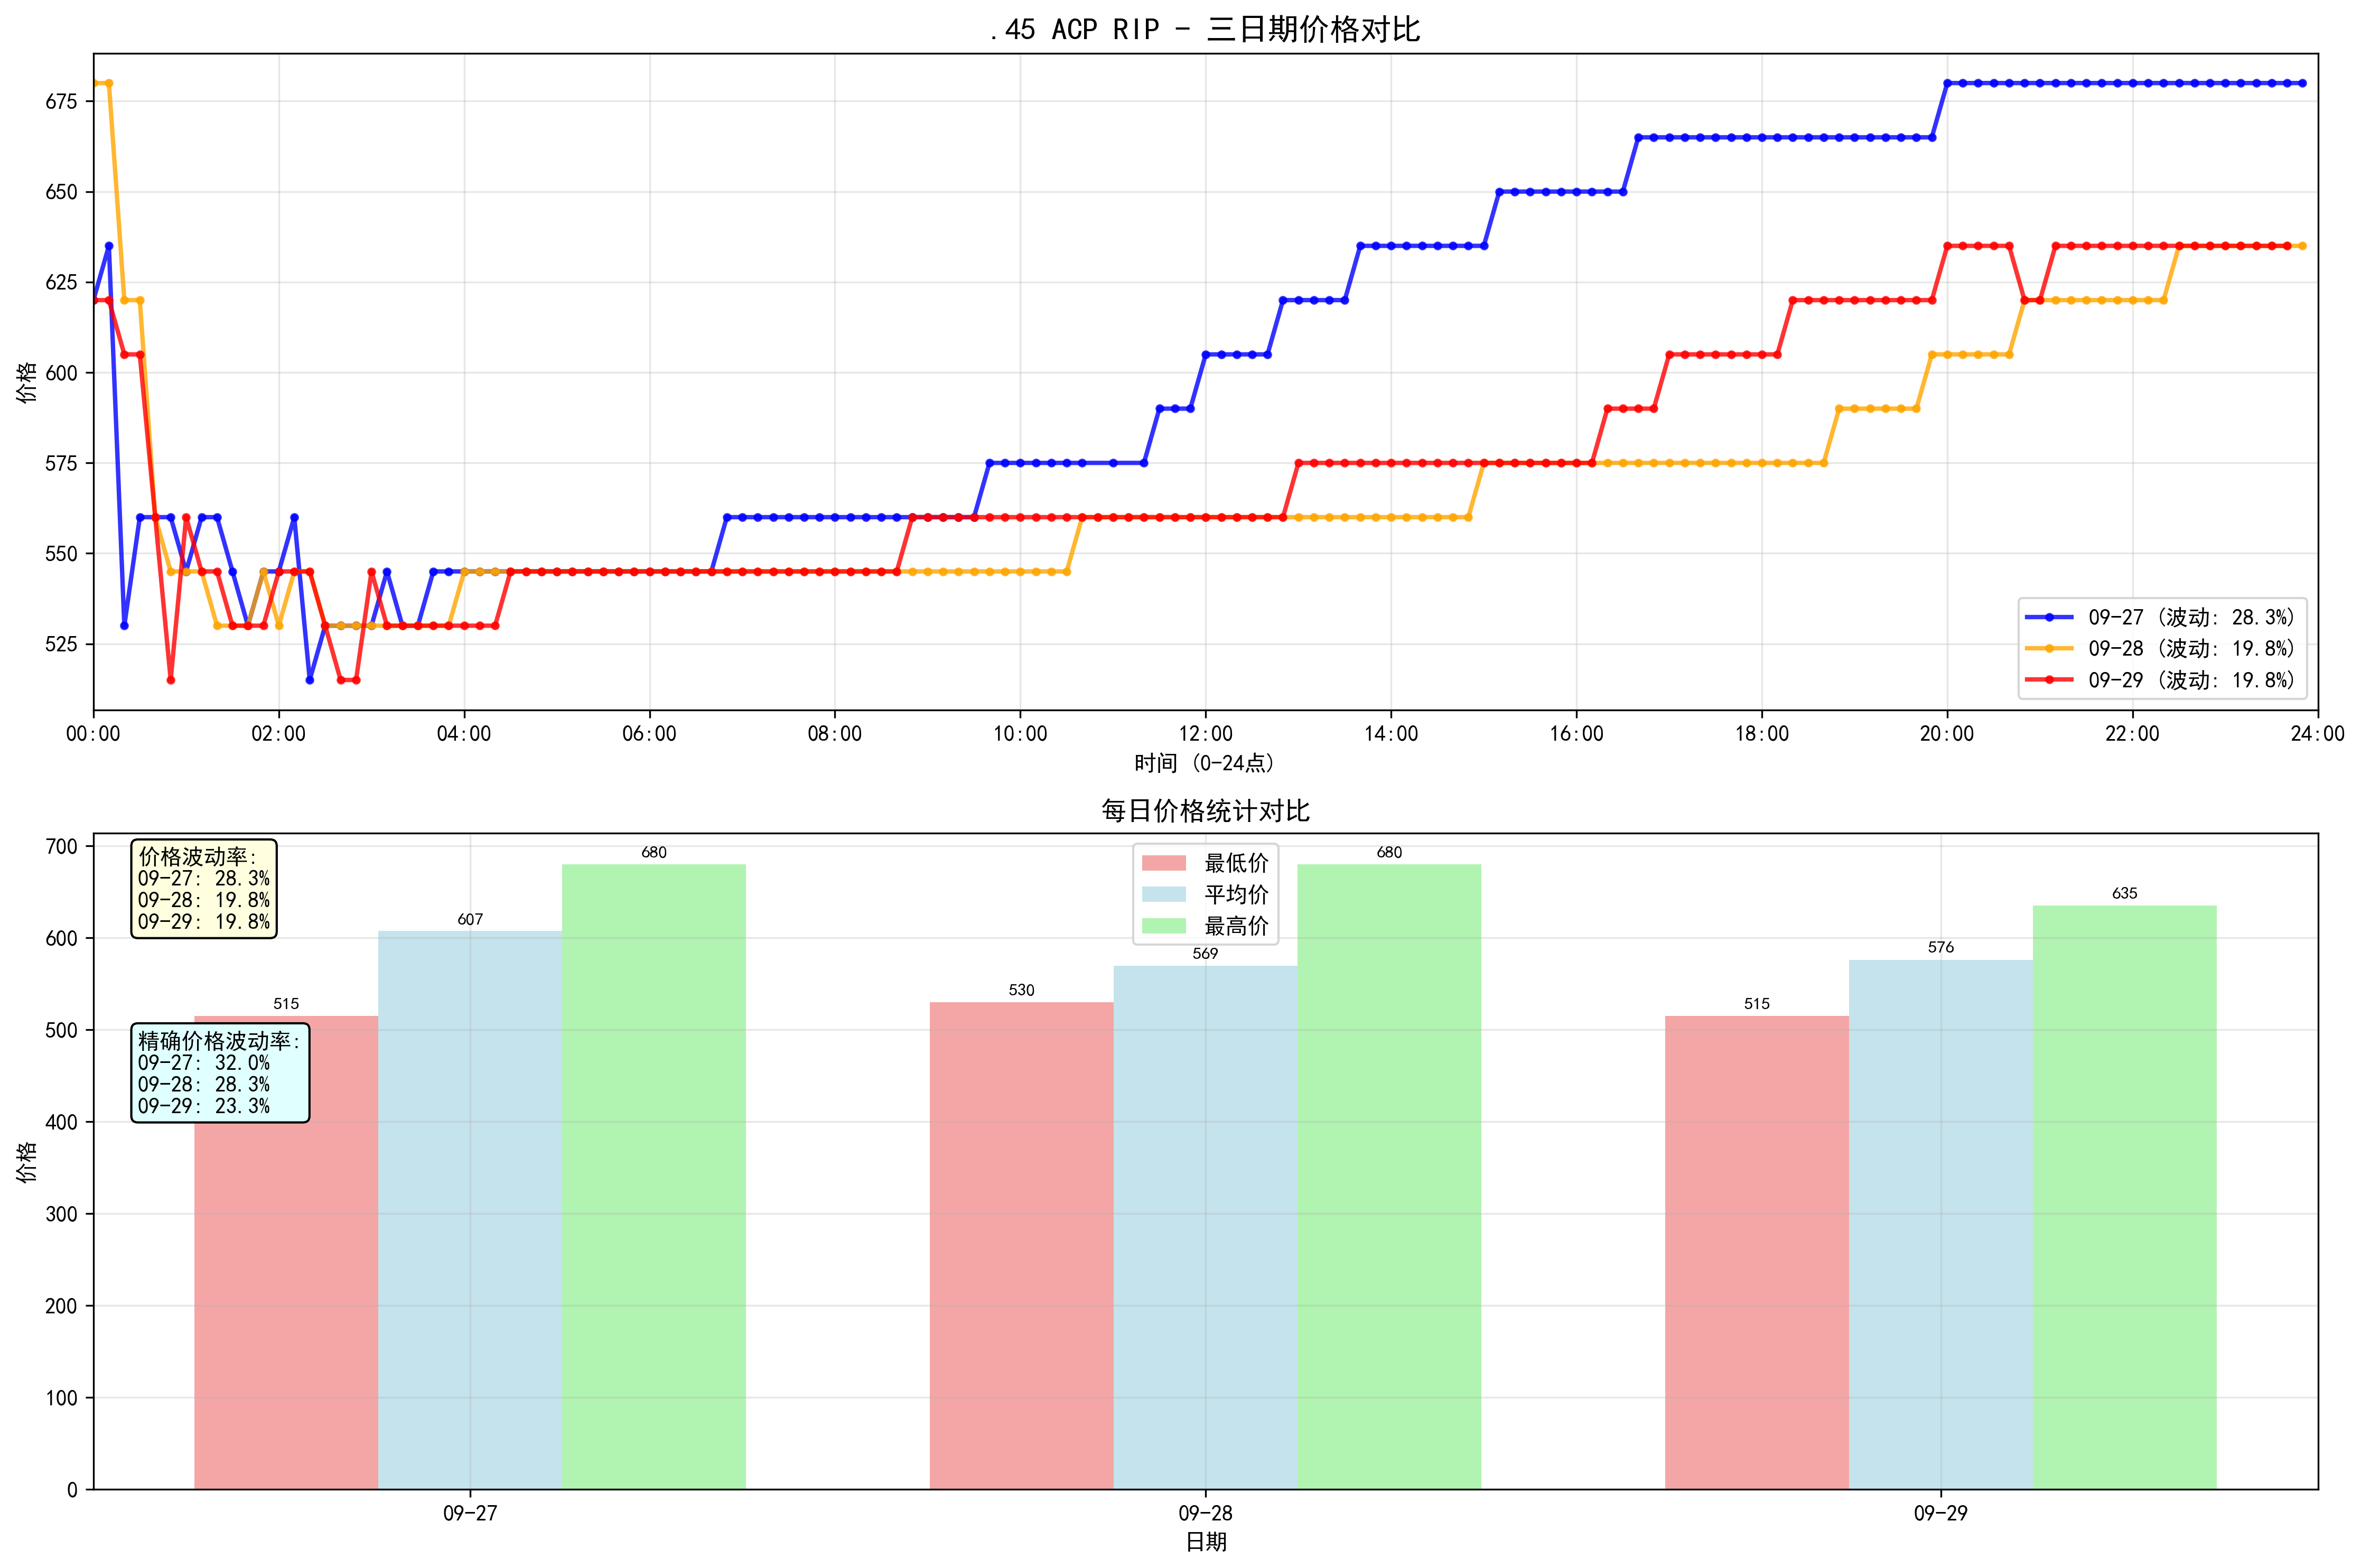 .45 ACP RIP - 三日期价格对比
价格
675
650
625
600
575
550
525
00:00 02:00 04:00 06:00 08:00 10:00 12:00 14:00 16:00 18:00 20:00 22:00 24:00
时间 (0-24点)
09-27 (波动: 28.3%)
09-28 (波动: 19.8%)
09-29 (波动: 19.8%)
每日价格统计对比
价格
700
600
500
400
300
200
100
0
价格波动率:
09-27: 28.3%
09-28: 19.8%
09-29: 19.8%
精确价格波动率:
09-27: 32.0%
09-28: 28.3%
09-29: 23.3%
最低价
平均价
最高价
515 607 680
530 569 680
515 576 635
09-27 09-28 09-29
日期